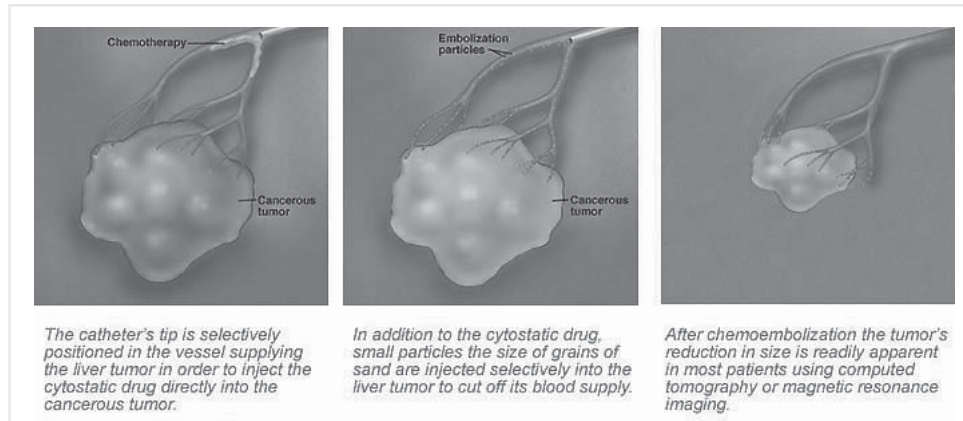 Chemotherapy
Cancerous
tumor
The catheter's tip is selectively
positioned in the vessel supplying
the liver tumor in order to inject the
cytostatic drug directly into the
cancerous tumor.
Embolization
particles
Cancerous
tumor
In addition to the cytostatic drug,
small particles the size of grains of
sand are injected selectively into the
liver tumor to cut off its blood supply.
After chemoembolization the tumor's
reduction in size is readily apparent
in most patients using computed
tomography or magnetic resonance
imaging.